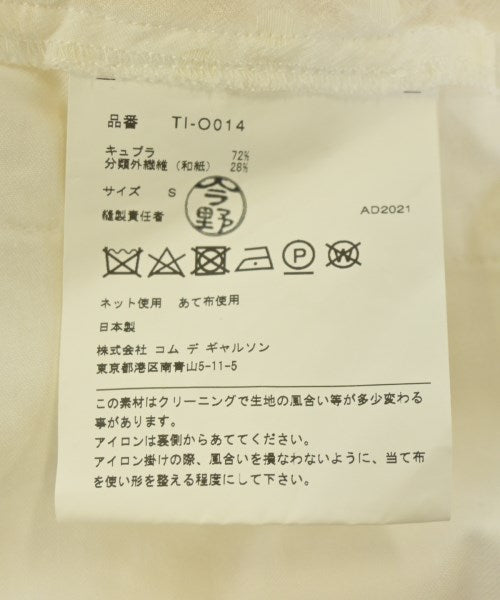 品番 TI-O014
キュプラ 72%
分類外繊維（和紙） 28%
サイズ S
今野
縫製責任者
AD2021
P W
ネット使用 あて布使用
日本製
株式会社 コム デ ギャルソン
東京都港区南青山5-11-5
この素材はクリーニングで生地の風合い等が多少変わる
事があります。
アイロンは裏側からあててください。
アイロン掛けの際、風合いを損なわないように、当て布
を使い形を整える程度にして下さい。